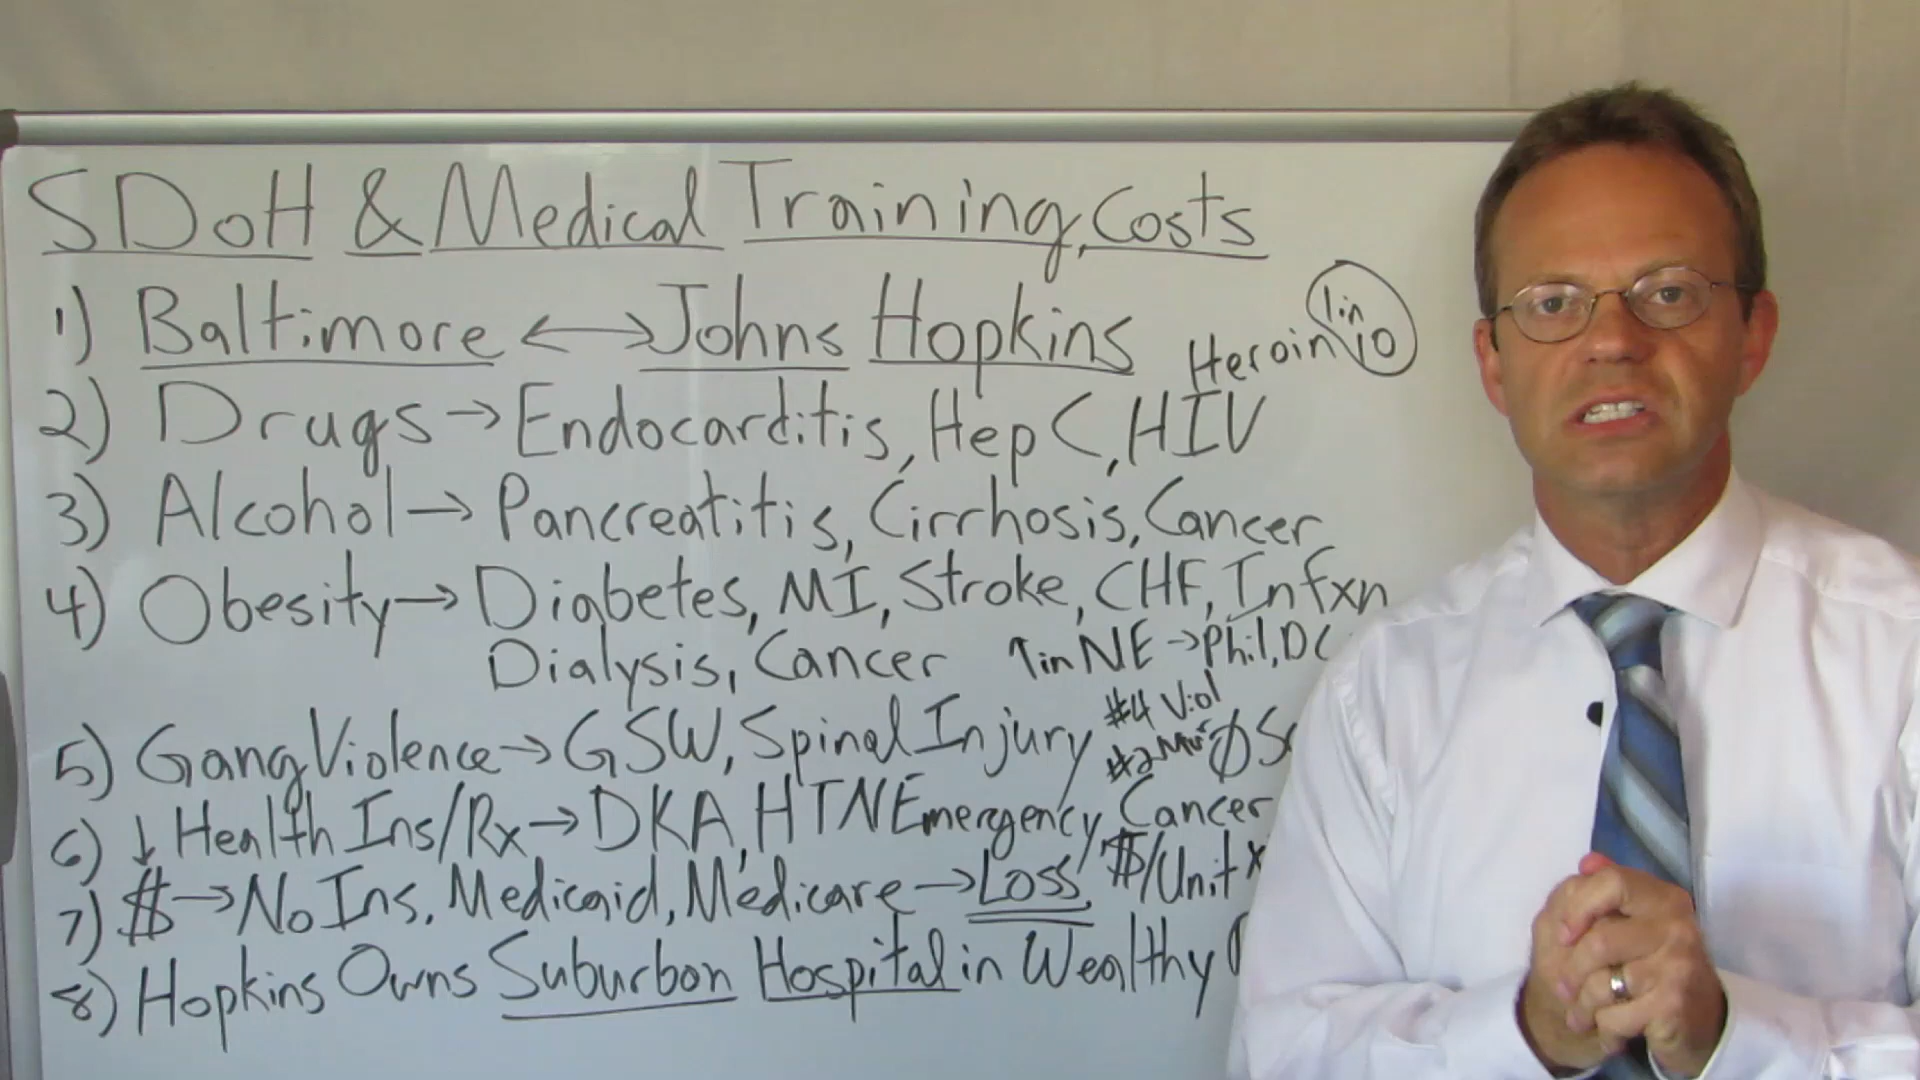 SDoH & Medical Training, Costs
1) Baltimore ↔ Johns Hopkins Heroin 1 in 10
2) Drugs → Endocarditis, Hep C, HIV
3) Alcohol → Pancreatitis, Cirrhosis, Cancer
4) Obesity → Diabetes, MI, Stroke, CHF, Infxn
Dialysis, Cancer ↑ in NE → Phil, DC
5) Gang Violence → GSW, Spinal Injury #4 Viol
#2
6) ↓ Health Ins/Rx → DKA, HTN Emergency, Cancer
7) $ → No Ins, Medicaid, Medicare → Loss, $/Unit x
8) Hopkins Owns Suburban Hospital in Wealthy